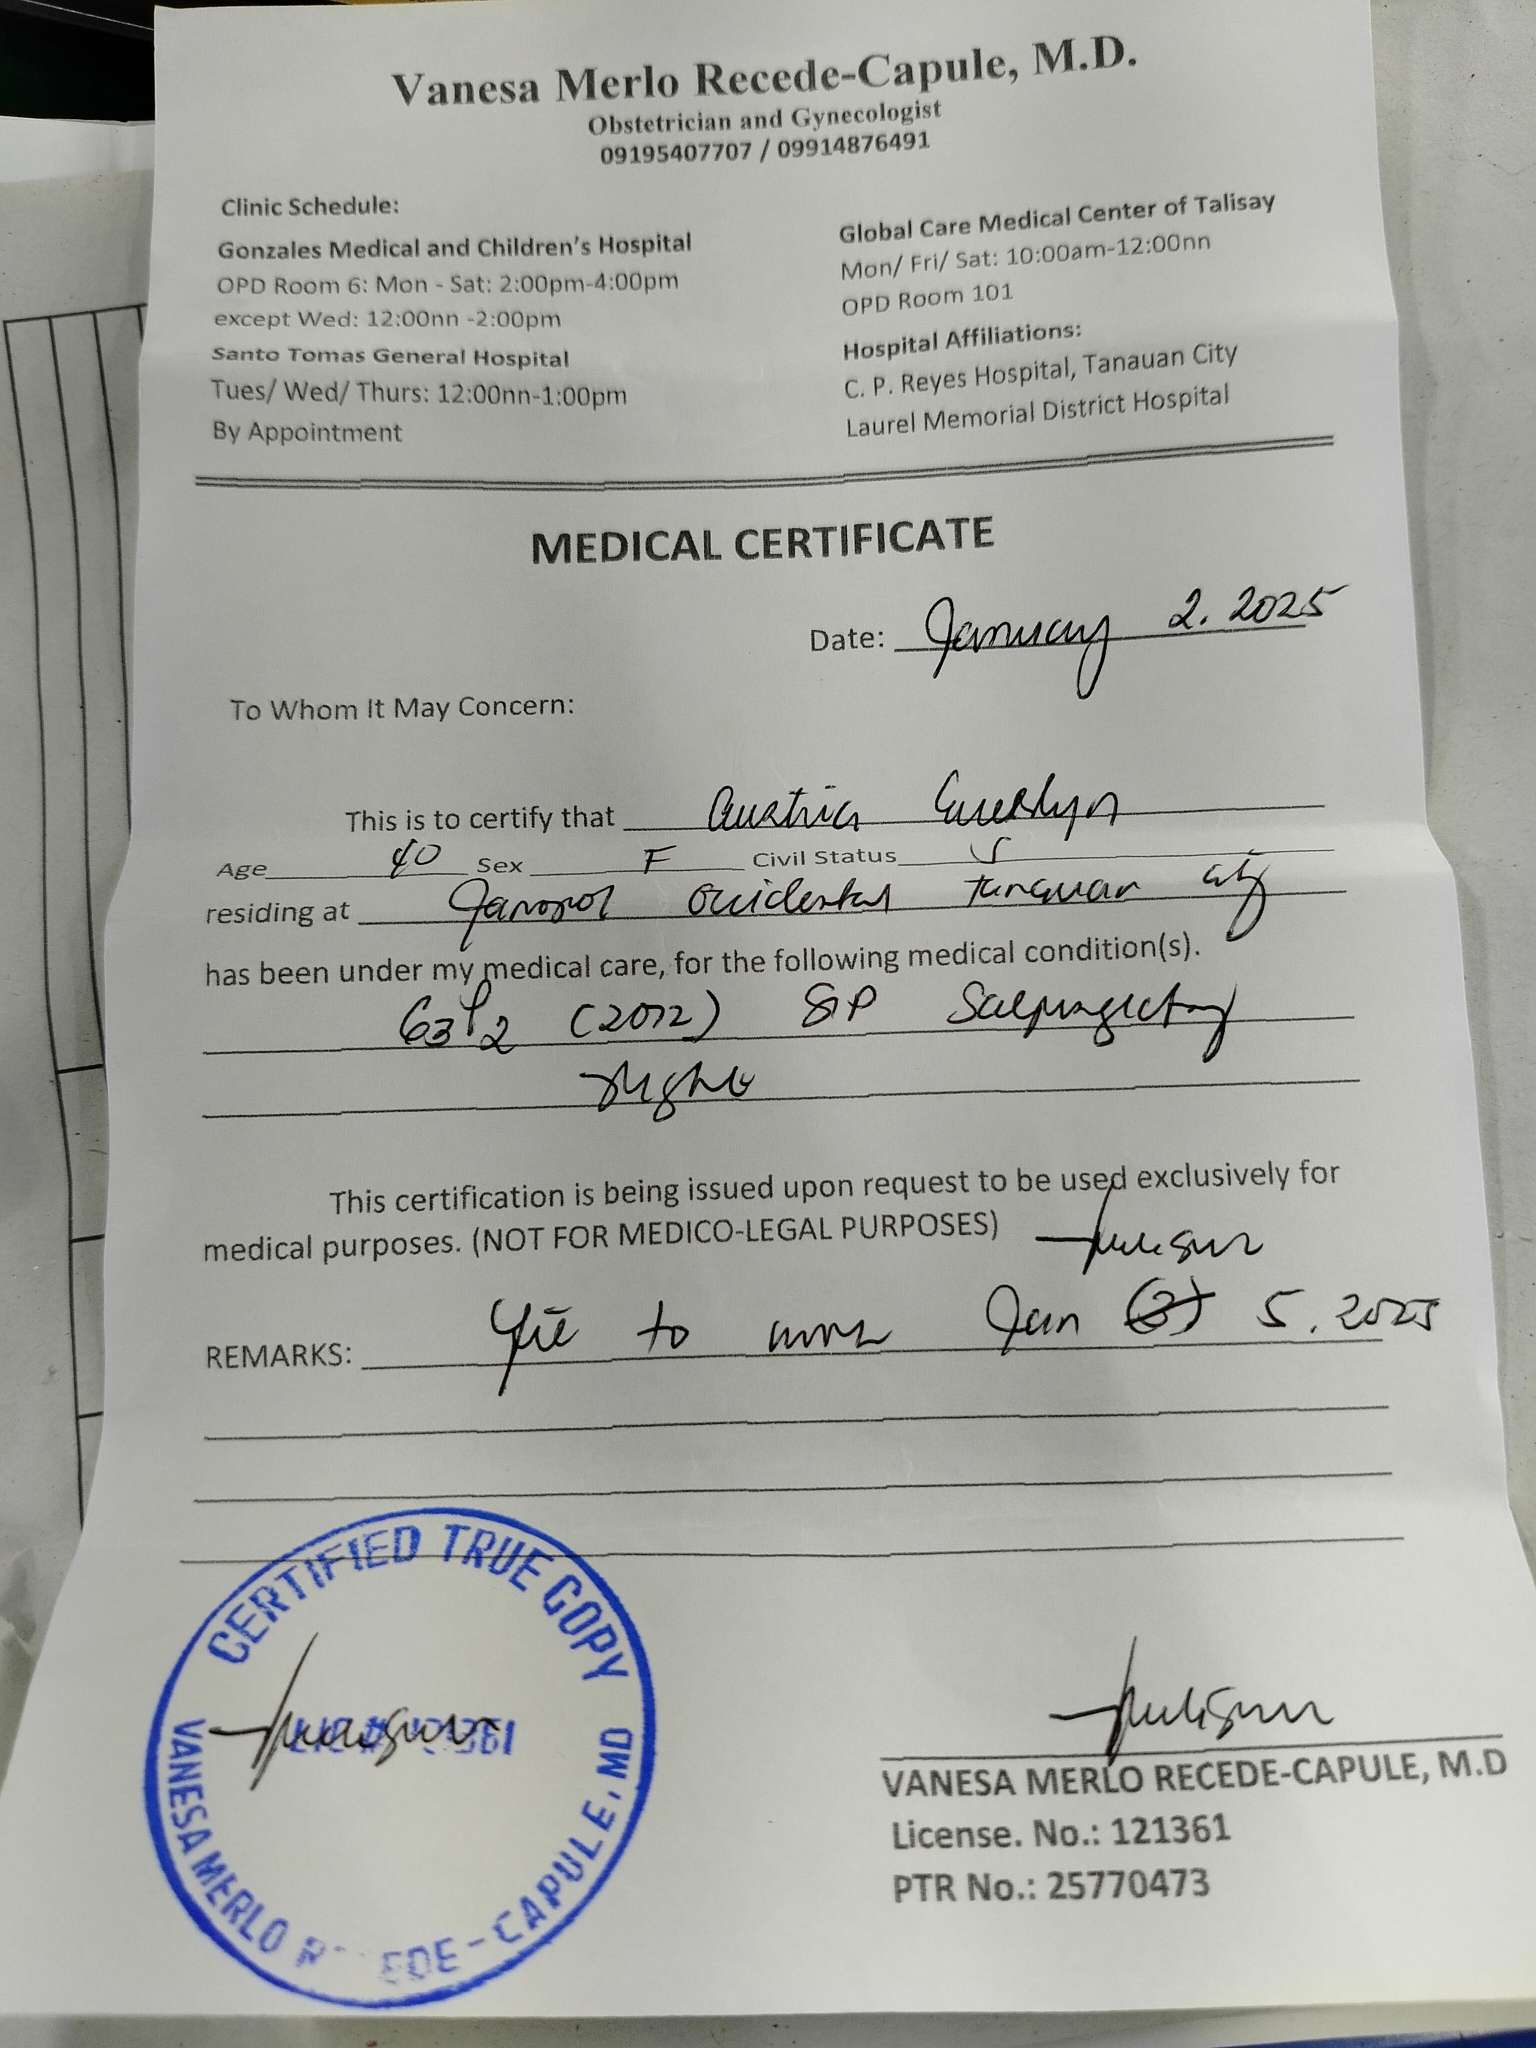 Vanesa Merlo Recede-Capule, M.D.
Obstetrician and Gynecologist
09195407707 / 09914876491
Clinic Schedule:
Gonzales Medical and Children's Hospital
OPD Room 6: Mon - Sat: 2:00pm-4:00pm
except Wed: 12:00nn -2:00pm
Santo Tomas General Hospital
Tues/ Wed/ Thurs: 12:00nn-1:00pm
By Appointment
Global Care Medical Center of Talisay
Mon/ Fri/ Sat: 10:00am-12:00nn
OPD Room 101
Hospital Affiliations:
C. P. Reyes Hospital, Tanauan City
Laurel Memorial District Hospital
MEDICAL CERTIFICATE
Date: January 2. 2025
To Whom It May Concern:
This is to certify that Austria Evealyn
Age 40 Sex F Civil Status S
residing at Janopol Occidental Tanauan City
has been under my medical care, for the following medical condition(s).
G3P2 (2012) S/P Salpingectomy
right
This certification is being issued upon request to be used exclusively for
medical purposes. (NOT FOR MEDICO-LEGAL PURPOSES)
REMARKS: to work Jan 5. 2025
CERTIFIED TRUE COPY
LIC # 121361
VANESA MERLO RECEDE-CAPULE, MD
VANESA MERLO RECEDE-CAPULE, M.D
License. No.: 121361
PTR No.: 25770473